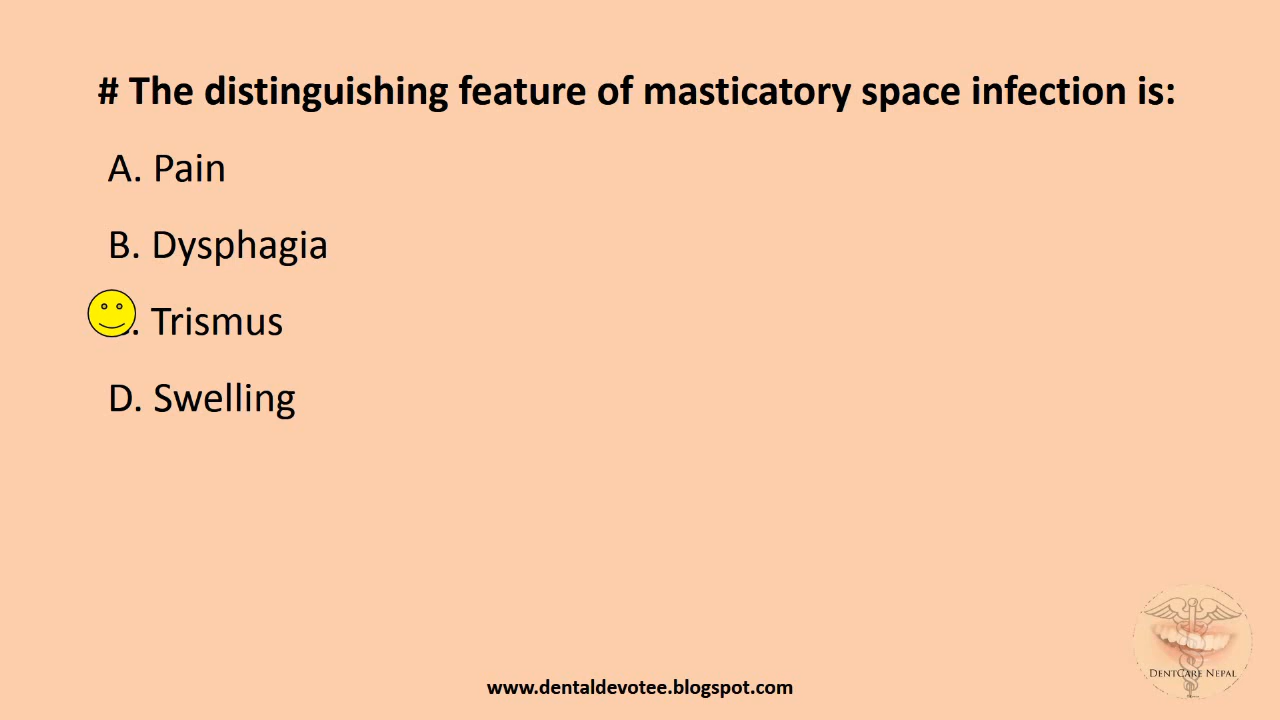 # The distinguishing feature of masticatory space infection is:
A. Pain
B. Dysphagia
. Trismus
D. Swelling
DENTCARE NEPAL
www.dentaldevotee.blogspot.com